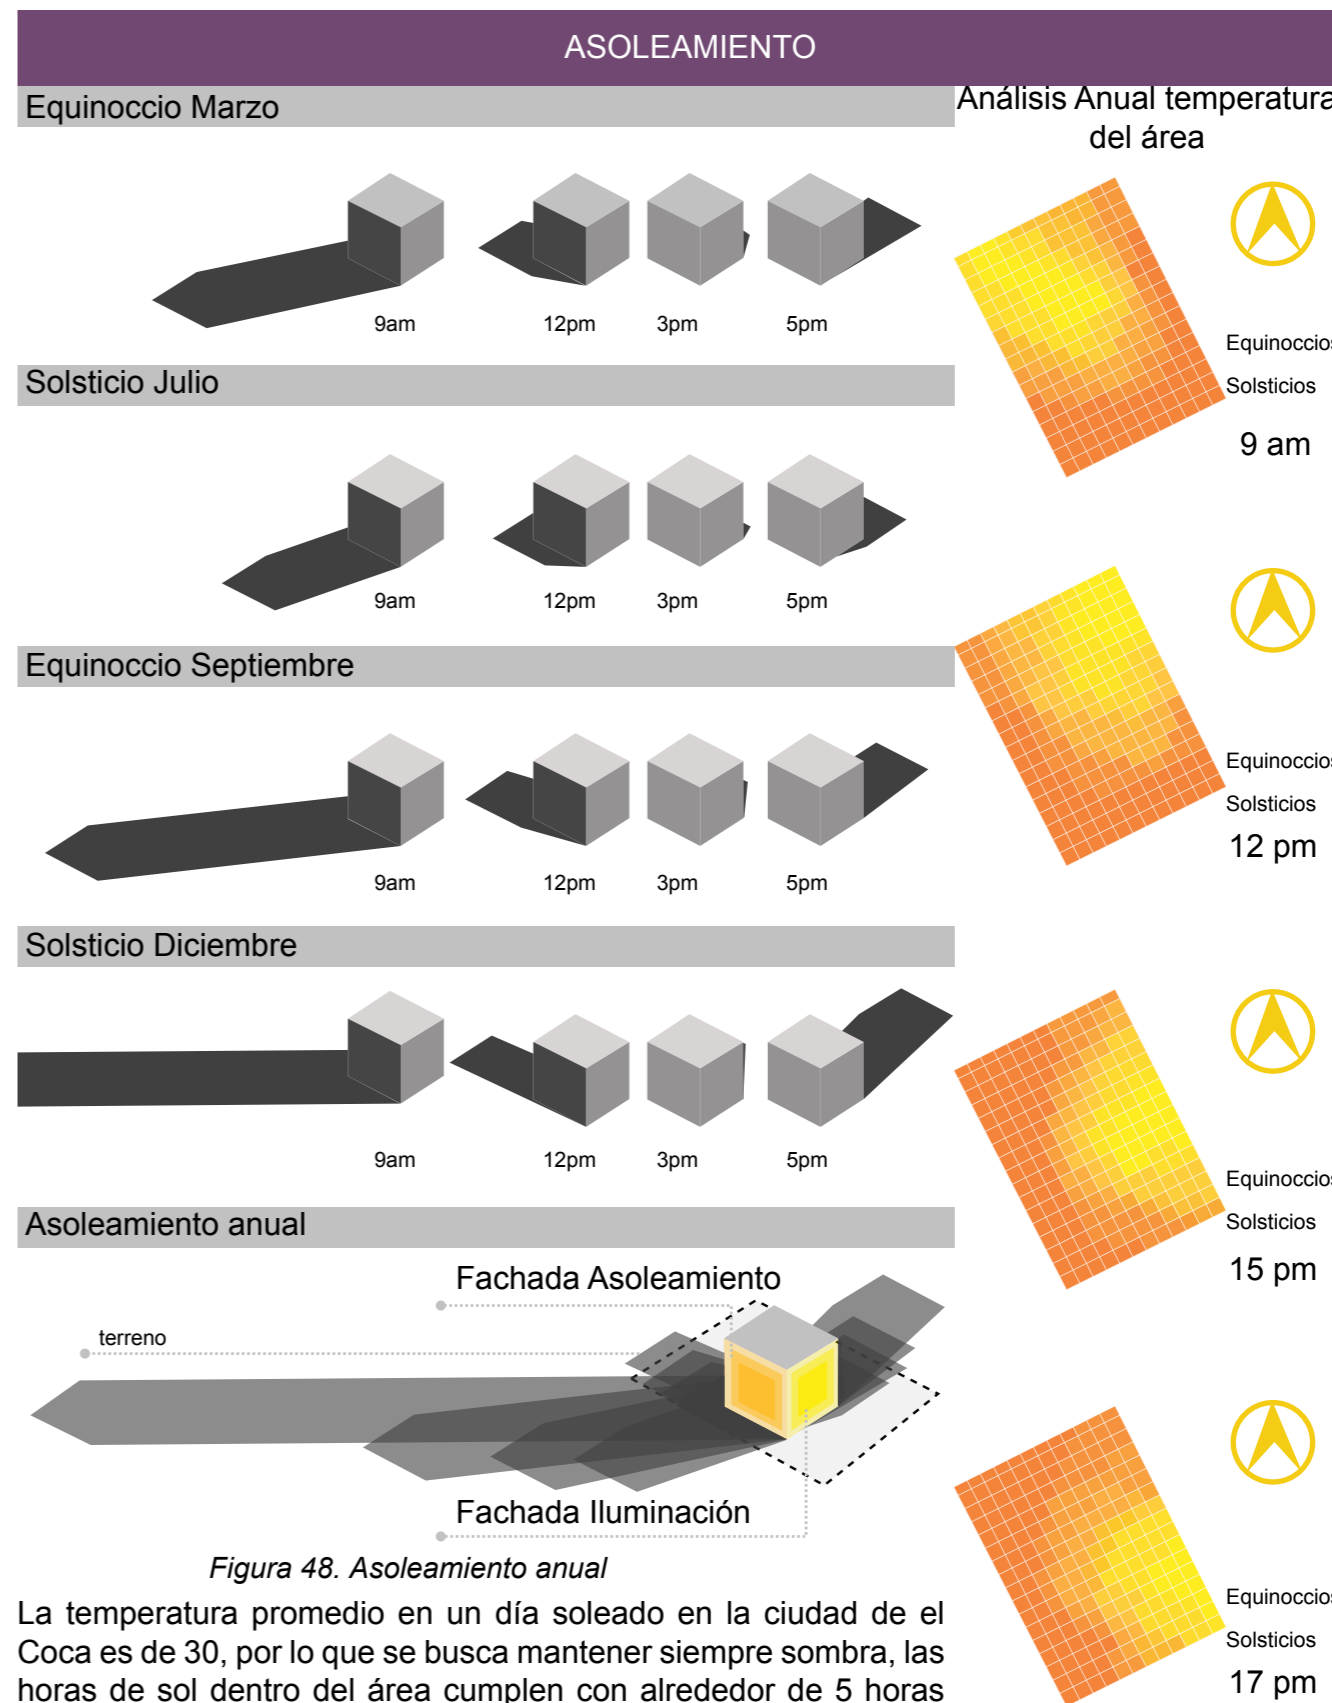 ASOLEAMIENTO
Equinoccio Marzo
9am 12pm 3pm 5pm
Solsticio Julio
9am 12pm 3pm 5pm
Equinoccio Septiembre
9am 12pm 3pm 5pm
Solsticio Diciembre
9am 12pm 3pm 5pm
Asoleamiento anual
Fachada Asoleamiento
terreno
Fachada Iluminación
Figura 48. Asoleamiento anual
La temperatura promedio en un día soleado en la ciudad de el
Coca es de 30, por lo que se busca mantener siempre sombra, las
horas de sol dentro del área cumplen con alrededor de 5 horas
Análisis Anual temperatura
del área
Equinoccios
Solsticios
9 am
Equinoccios
Solsticios
12 pm
Equinoccios
Solsticios
15 pm
Equinoccios
Solsticios
17 pm